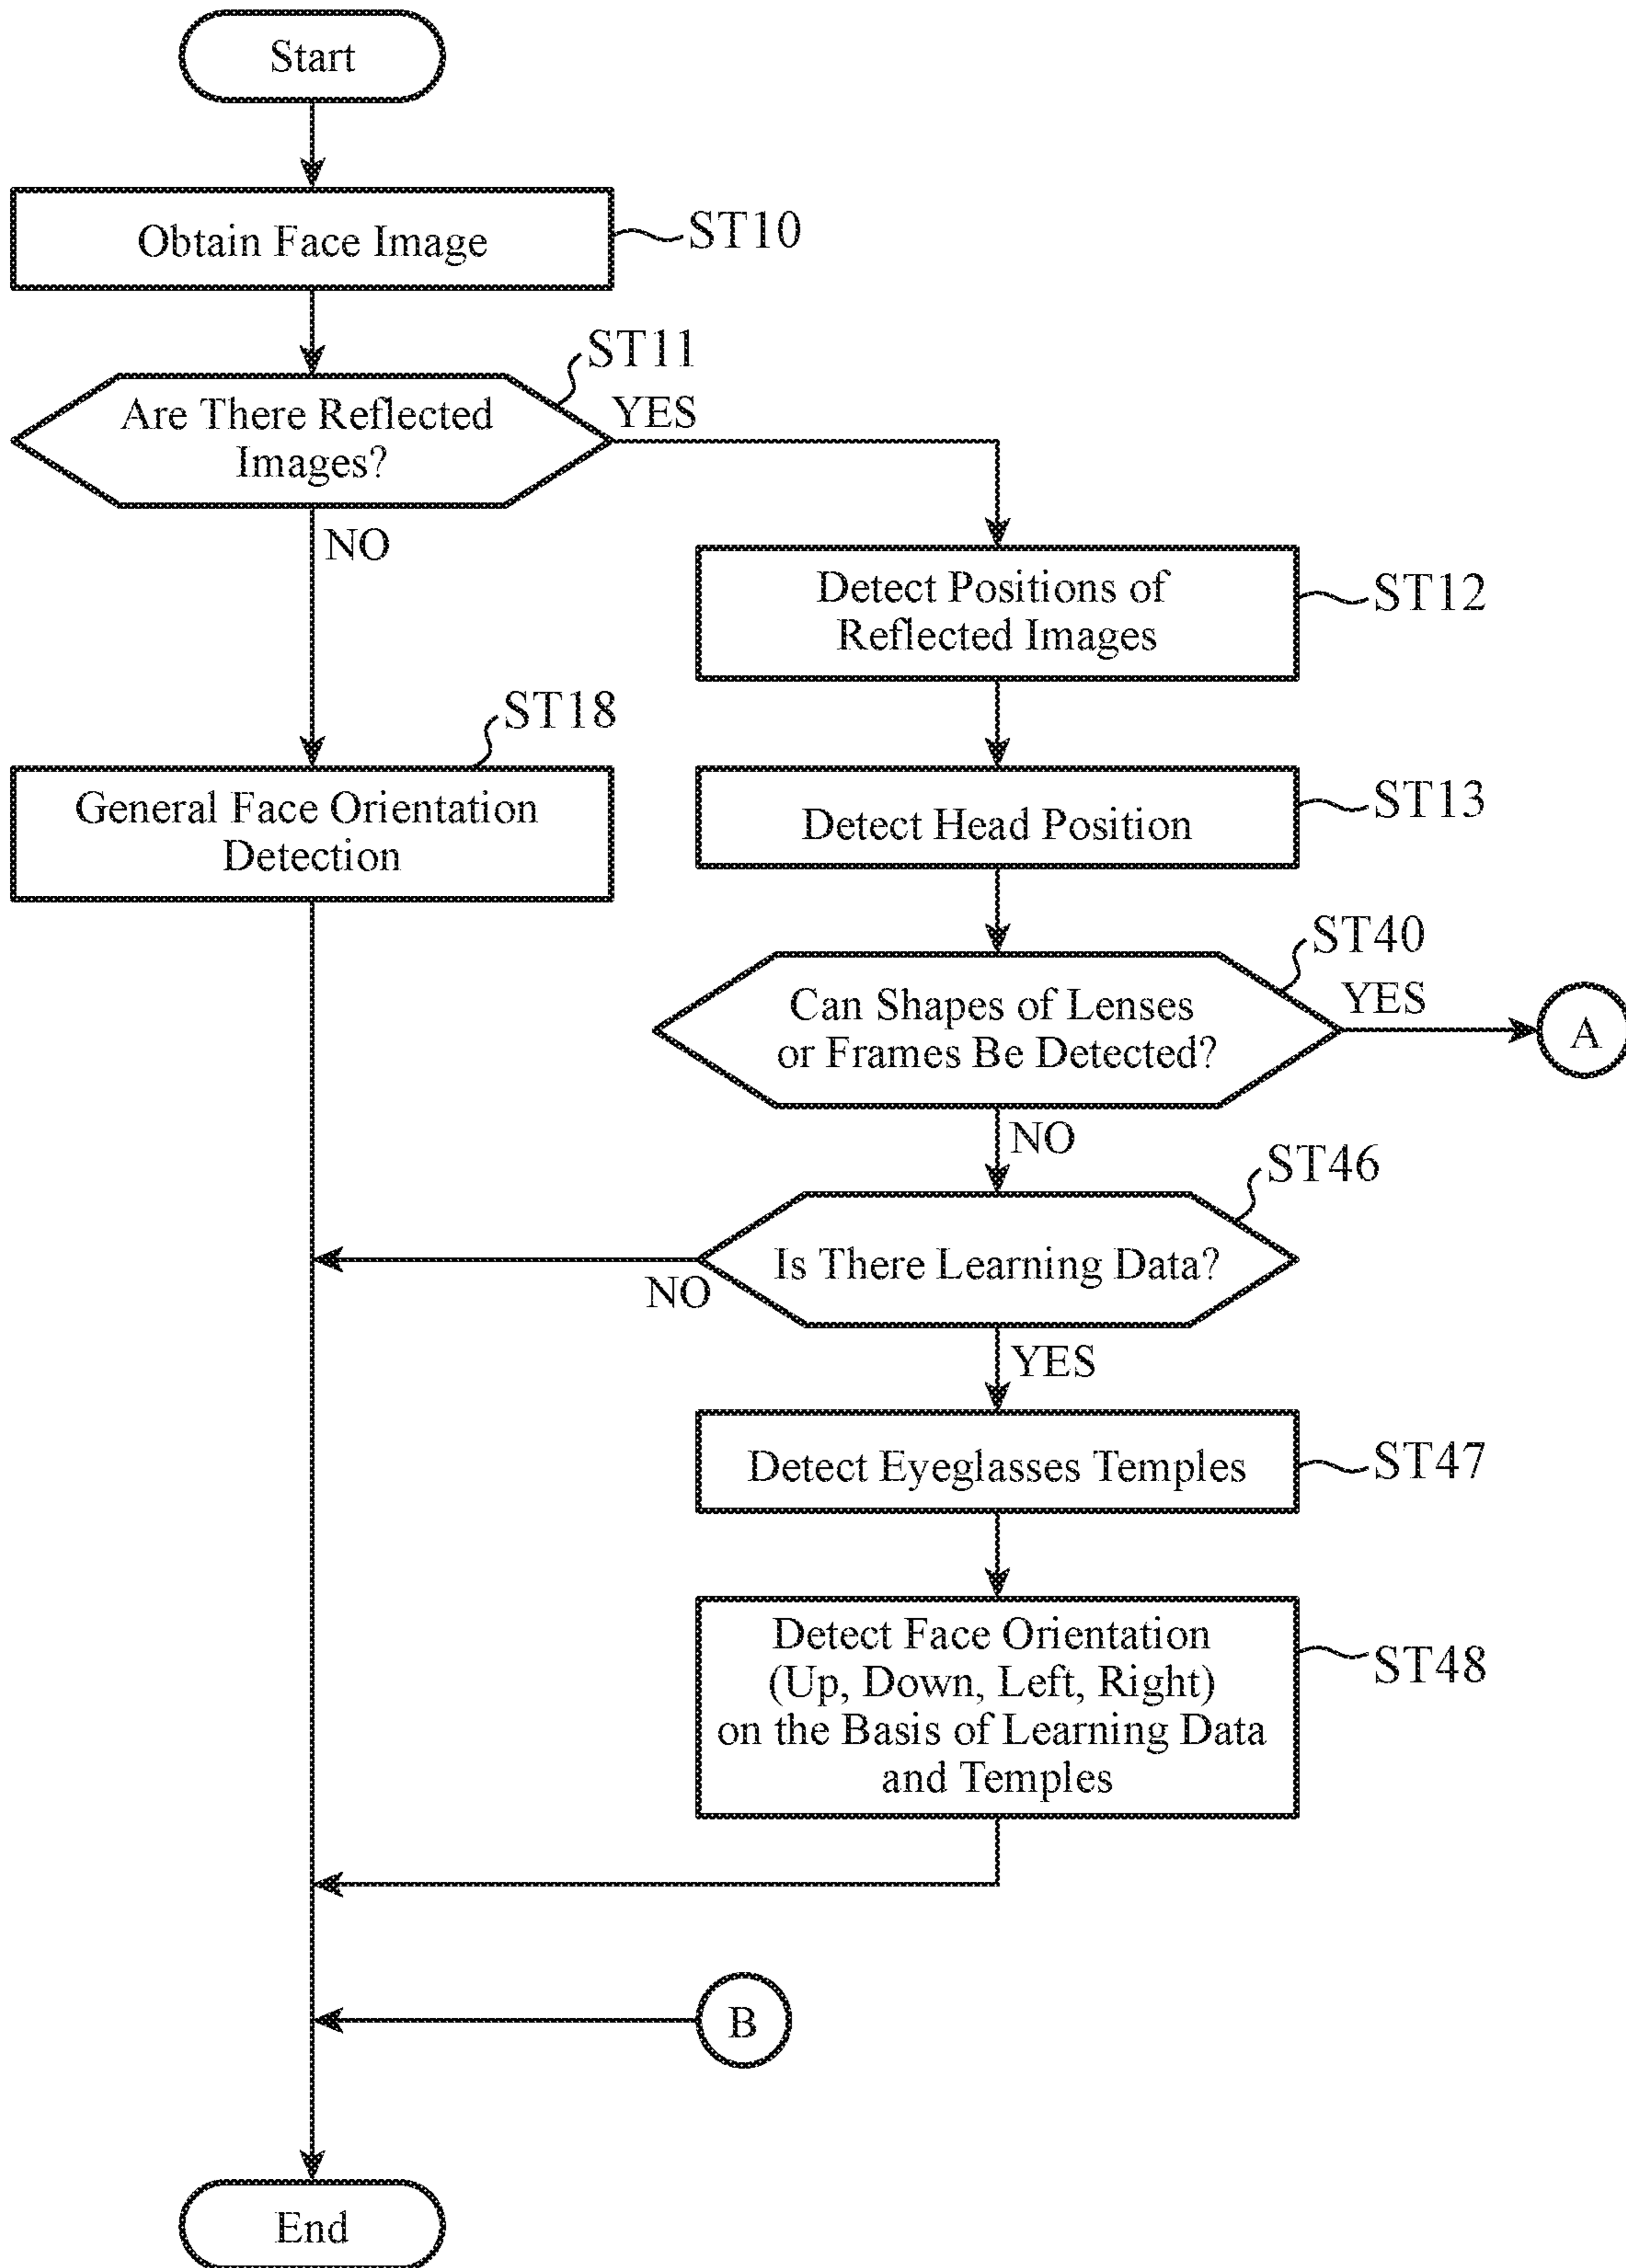 Start
Obtain Face Image
ST10
ST11
Are There Reflected
Images?
YES
NO
Detect Positions of
Reflected Images
ST12
ST18
General Face Orientation
Detection
Detect Head Position
ST13
ST40
Can Shapes of Lenses
or Frames Be Detected?
YES
A
NO
ST46
Is There Learning Data?
NO
YES
Detect Eyeglasses Temples
ST47
Detect Face Orientation
(Up, Down, Left, Right)
on the Basis of Learning Data
and Temples
ST48
B
End